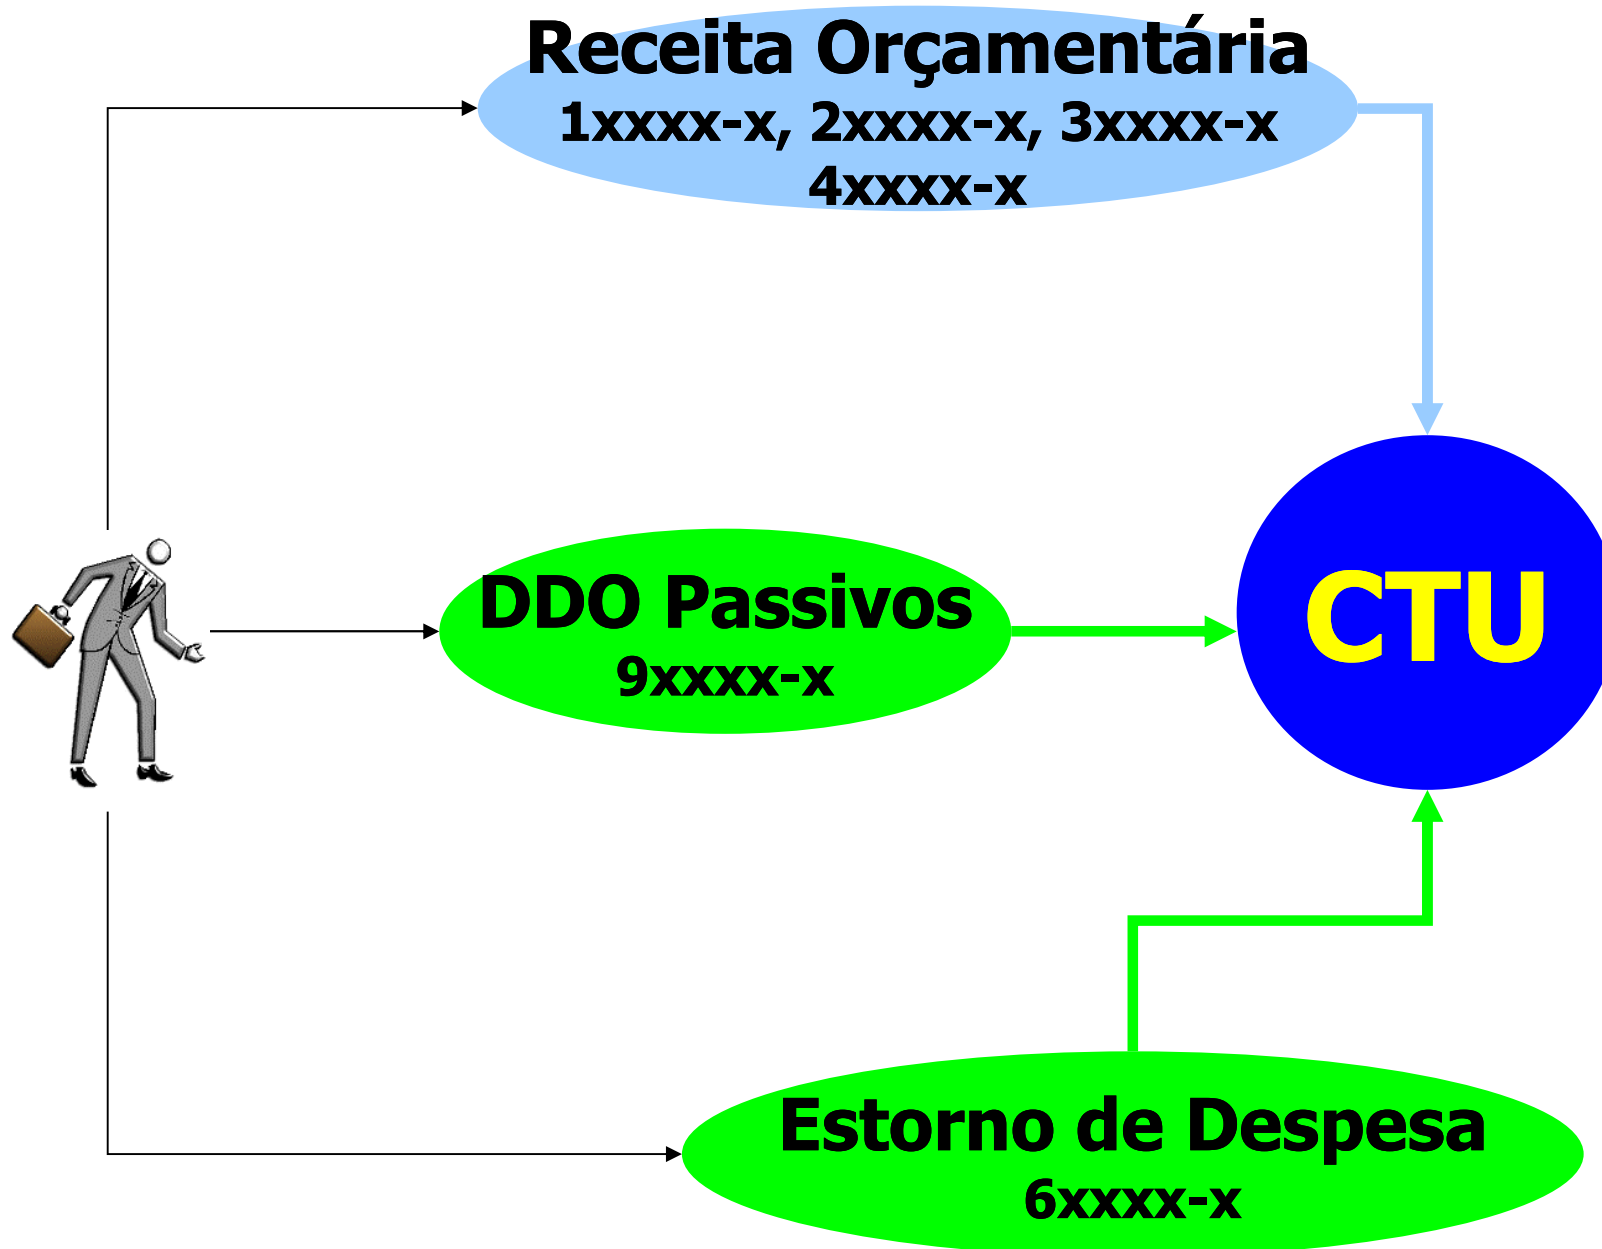 Receita Orçamentária
1xxxx-x, 2xxxx-x, 3xxxx-x
4xxxx-x
DDO Passivos
9xxxx-x
CTU
Estorno de Despesa
6xxxx-x